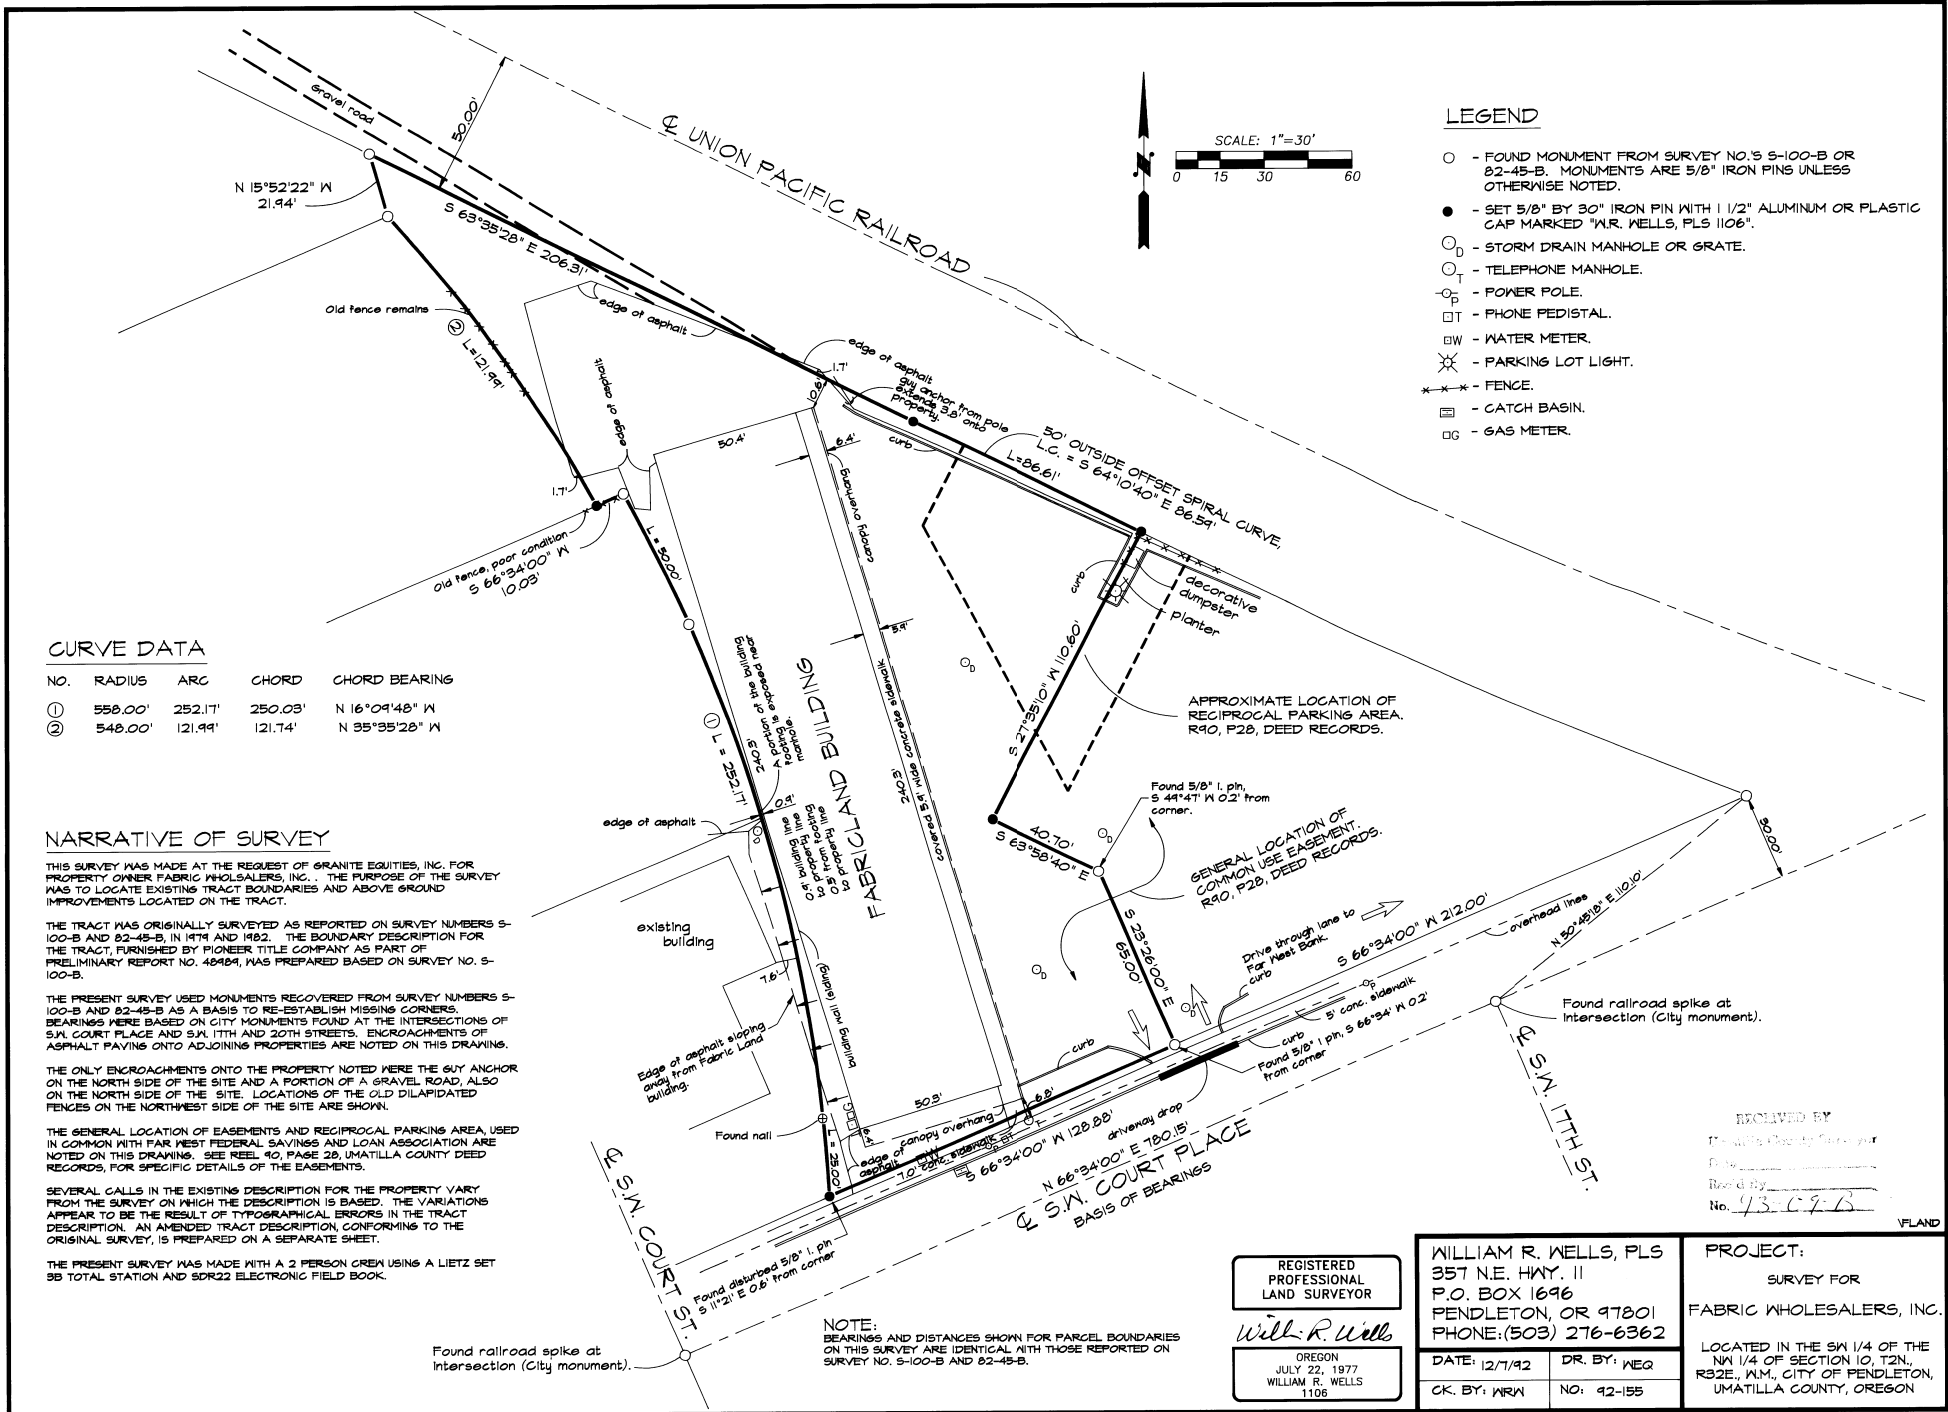 Gravel road
50.00'
℄ UNION PACIFIC RAILROAD
SCALE: 1"=30'
0 15 30 60
N
LEGEND
- FOUND MONUMENT FROM SURVEY NO.'S S-100-B OR
82-45-B. MONUMENTS ARE 5/8" IRON PINS UNLESS
OTHERWISE NOTED.
- SET 5/8" BY 30" IRON PIN WITH 1 1/2" ALUMINUM OR PLASTIC
CAP MARKED "W.R. WELLS, PLS 1106".
D - STORM DRAIN MANHOLE OR GRATE.
T - TELEPHONE MANHOLE.
P - POWER POLE.
T - PHONE PEDISTAL.
W - WATER METER.
- PARKING LOT LIGHT.
- FENCE.
- CATCH BASIN.
G - GAS METER.
N 15°52'22" W
21.94'
S 63°35'28" E 206.31'
Old fence remains
② L=121.99'
edge of asphalt
edge of asphalt
edge of asphalt
1.7'
10.6'
guy anchor from pole
extends 3.8' onto
property.
curb
50' OUTSIDE OFFSET SPIRAL CURVE,
L.C. = S 64°10'40" E 86.59'
L=86.61'
50.4'
6.4'
canopy overhang
1.7'
Old fence, poor condition
S 66°34'00" W
10.03'
L = 50.00'
curb
decorative
dumpster
planter
5.9'
S 27°35'10" W 110.60'
APPROXIMATE LOCATION OF
RECIPROCAL PARKING AREA.
R90, P28, DEED RECORDS.
CURVE DATA
NO. RADIUS ARC CHORD CHORD BEARING
① 558.00' 252.17' 250.03' N 16°09'48" W
② 548.00' 121.99' 121.74' N 35°35'28" W
240.3'
A portion of the building
footing is exposed near
manhole.
① L = 252.17'
FABRICLAND BUILDING
240.3'
covered 5.9' wide concrete sidewalk
D
0.9'
0.9' building line
to property line
0.5' from footing
to property line
edge of asphalt
D
existing
building
7.6'
building wall (siding)
Edge of asphalt sloping
away from Fabric Land
building.
Found 5/8" i. pin,
S 49°47' W 0.2' from
corner.
40.70'
S 63°58'40" E
D
GENERAL LOCATION OF
COMMON USE EASEMENT.
R90, P28, DEED RECORDS.
S 23°26'00" E
65.00'
D
D
Drive through lane to
Far West Bank.
curb
S 66°34'00" W 212.00'
overhead lines
N 50°45'18" E 110.10'
30.00'
P
5' conc. sidewalk
curb
Found 5/8" i pin, S 66°34' W 0.2'
from corner
Found railroad spike at
intersection (City monument).
℄ S.W. 17TH ST.
NARRATIVE OF SURVEY
THIS SURVEY WAS MADE AT THE REQUEST OF GRANITE EQUITIES, INC. FOR
PROPERTY OWNER FABRIC WHOLSALERS, INC. . THE PURPOSE OF THE SURVEY
WAS TO LOCATE EXISTING TRACT BOUNDARIES AND ABOVE GROUND
IMPROVEMENTS LOCATED ON THE TRACT.
THE TRACT WAS ORIGINALLY SURVEYED AS REPORTED ON SURVEY NUMBERS S-
100-B AND 82-45-B, IN 1979 AND 1982. THE BOUNDARY DESCRIPTION FOR
THE TRACT, FURNISHED BY PIONEER TITLE COMPANY AS PART OF
PRELIMINARY REPORT NO. 48989, WAS PREPARED BASED ON SURVEY NO. S-
100-B.
THE PRESENT SURVEY USED MONUMENTS RECOVERED FROM SURVEY NUMBERS S-
100-B AND 82-45-B AS A BASIS TO RE-ESTABLISH MISSING CORNERS.
BEARINGS WERE BASED ON CITY MONUMENTS FOUND AT THE INTERSECTIONS OF
S.W. COURT PLACE AND S.W. 17TH AND 20TH STREETS. ENCROACHMENTS OF
ASPHALT PAVING ONTO ADJOINING PROPERTIES ARE NOTED ON THIS DRAWING.
THE ONLY ENCROACHMENTS ONTO THE PROPERTY NOTED WERE THE GUY ANCHOR
ON THE NORTH SIDE OF THE SITE AND A PORTION OF A GRAVEL ROAD, ALSO
ON THE NORTH SIDE OF THE SITE. LOCATIONS OF THE OLD DILAPIDATED
FENCES ON THE NORTHWEST SIDE OF THE SITE ARE SHOWN.
THE GENERAL LOCATION OF EASEMENTS AND RECIPROCAL PARKING AREA, USED
IN COMMON WITH FAR WEST FEDERAL SAVINGS AND LOAN ASSOCIATION ARE
NOTED ON THIS DRAWING. SEE REEL 90, PAGE 28, UMATILLA COUNTY DEED
RECORDS, FOR SPECIFIC DETAILS OF THE EASEMENTS.
SEVERAL CALLS IN THE EXISTING DESCRIPTION FOR THE PROPERTY VARY
FROM THE SURVEY ON WHICH THE DESCRIPTION IS BASED. THE VARIATIONS
APPEAR TO BE THE RESULT OF TYPOGRAPHICAL ERRORS IN THE TRACT
DESCRIPTION. AN AMENDED TRACT DESCRIPTION, CONFORMING TO THE
ORIGINAL SURVEY, IS PREPARED ON A SEPARATE SHEET.
THE PRESENT SURVEY WAS MADE WITH A 2 PERSON CREW USING A LIETZ SET
3B TOTAL STATION AND SDR22 ELECTRONIC FIELD BOOK.
Found nail
G
6.4'
50.3'
canopy overhang
6.8'
curb
edge of
asphalt
W
7.0' conc. sidewalk
P
T
T
L = 25.00'
S 66°34'00" W 128.88'
driveway drop
N 66°34'00" E 780.15'
℄ S.W. COURT PLACE
BASIS OF BEARINGS
℄ S.W. COURT ST.
Found disturbed 5/8" i. pin
S 11°21' E 0.6' from corner
Found railroad spike at
intersection (City monument).
NOTE:
BEARINGS AND DISTANCES SHOWN FOR PARCEL BOUNDARIES
ON THIS SURVEY ARE IDENTICAL WITH THOSE REPORTED ON
SURVEY NO. S-100-B AND 82-45-B.
RECEIVED BY
Rec'd By
No. 93-09-B
\FLAND
REGISTERED
PROFESSIONAL
LAND SURVEYOR
Willi R. Wells
OREGON
JULY 22, 1977
WILLIAM R. WELLS
1106
WILLIAM R. WELLS, PLS
357 N.E. HWY. 11
P.O. BOX 1696
PENDLETON, OR 97801
PHONE:(503) 276-6362
DATE: 12/7/92 DR. BY: WEQ
CK. BY: WRW NO: 92-155
PROJECT:
SURVEY FOR
FABRIC WHOLESALERS, INC.
LOCATED IN THE SW 1/4 OF THE
NW 1/4 OF SECTION 10, T2N.,
R32E., W.M., CITY OF PENDLETON,
UMATILLA COUNTY, OREGON